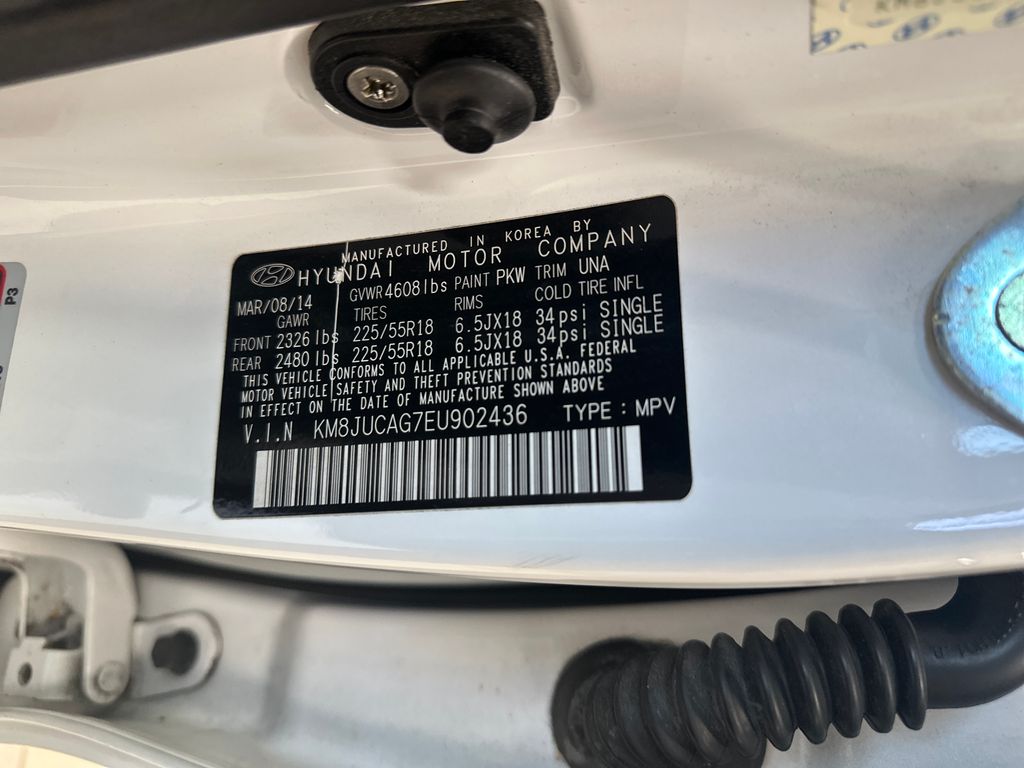 MANUFACTURED IN KOREA BY
HYUNDAI MOTOR COMPANY
MAR/08/14 GVWR 4608lbs PAINT PKW TRIM UNA
GAWR TIRES RIMS COLD TIRE INFL
FRONT 2326 lbs 225/55R18 6.5JX18 34psi SINGLE
REAR 2480 lbs 225/55R18 6.5JX18 34psi SINGLE
THIS VEHICLE CONFORMS TO ALL APPLICABLE U.S.A. FEDERAL
MOTOR VEHICLE SAFETY AND THEFT PREVENTION STANDARDS
IN EFFECT ON THE DATE OF MANUFACTURE SHOWN ABOVE
V.I.N KM8JUCAG7EU902436 TYPE : MPV
P3